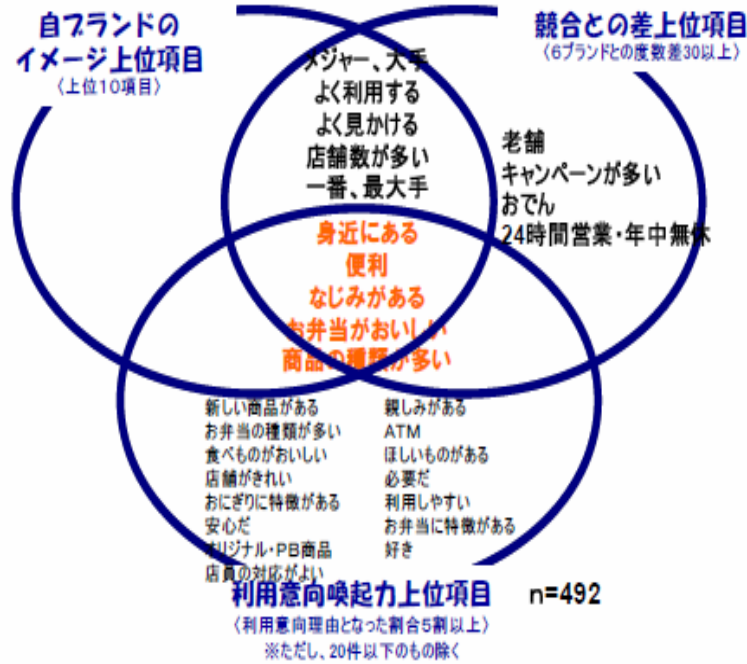 自ブランドの
イメージ上位項目
〈上位10項目〉
競合との差上位項目
〈6ブランドとの度数差30以上〉
メジャー、大手
よく利用する
よく見かける
店舗数が多い
一番、最大手
老舗
キャンペーンが多い
おでん
24時間営業・年中無休
身近にある
便利
なじみがある
お弁当がおいしい
商品の種類が多い
新しい商品がある
お弁当の種類が多い
食べものがおいしい
店舗がきれい
おにぎりに特徴がある
安心だ
オリジナル・PB商品
店員の対応がよい
親しみがある
ATM
ほしいものがある
必要だ
利用しやすい
お弁当に特徴がある
好き
利用意向喚起力上位項目 n=492
〈利用意向理由となった割合5割以上〉
※ただし、20件以下のもの除く